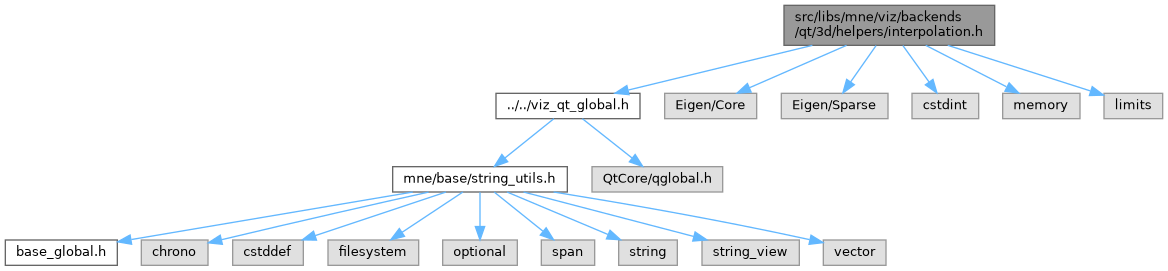 src/libs/mne/viz/backends
/qt/3d/helpers/interpolation.h
../../viz_qt_global.h
Eigen/Core
Eigen/Sparse
cstdint
memory
limits
mne/base/string_utils.h
QtCore/qglobal.h
base_global.h
chrono
cstddef
filesystem
optional
span
string
string_view
vector